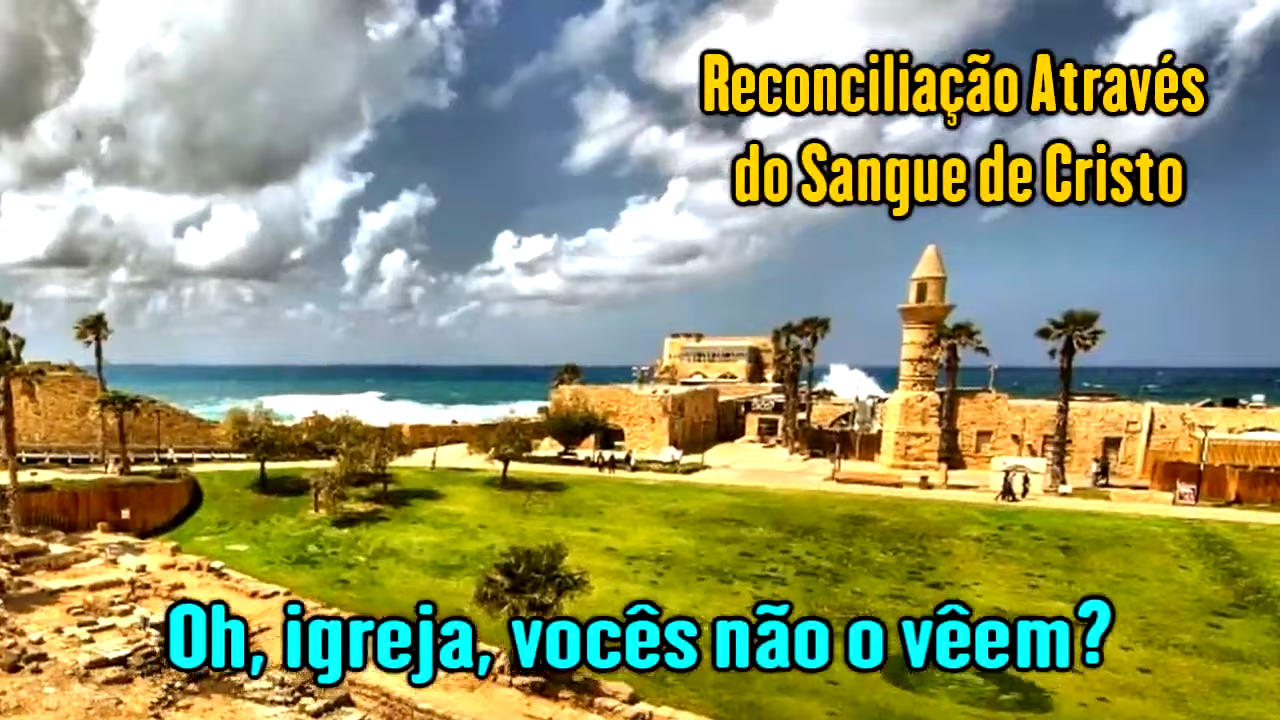 Reconciliação Através
do Sangue de Cristo
Oh, igreja, vocês não o vêem?